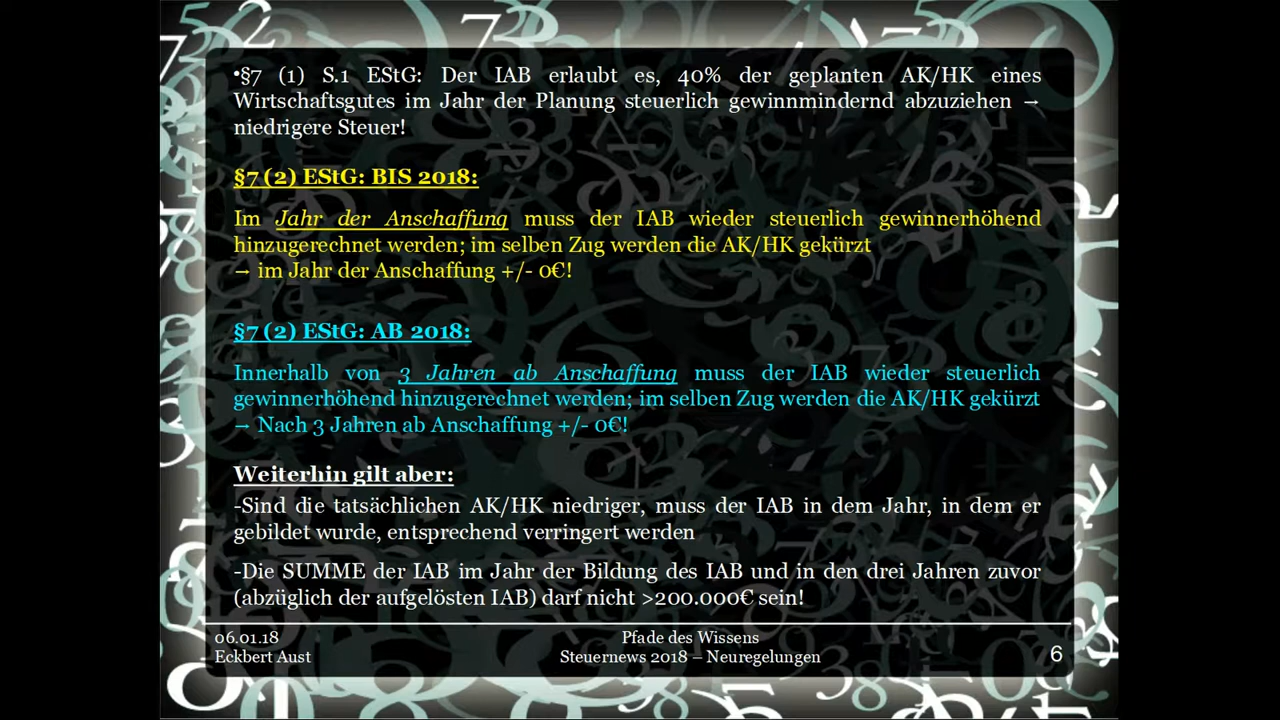 •§7 (1) S.1 EStG: Der IAB erlaubt es, 40% der geplanten AK/HK eines
Wirtschaftsgutes im Jahr der Planung steuerlich gewinnmindernd abzuziehen →
niedrigere Steuer!
§7 (2) EStG: BIS 2018:
Im Jahr der Anschaffung muss der IAB wieder steuerlich gewinnerhöhend
hinzugerechnet werden; im selben Zug werden die AK/HK gekürzt
→ im Jahr der Anschaffung +/- 0€!
§7 (2) EStG: AB 2018:
Innerhalb von 3 Jahren ab Anschaffung muss der IAB wieder steuerlich
gewinnerhöhend hinzugerechnet werden; im selben Zug werden die AK/HK gekürzt
→ Nach 3 Jahren ab Anschaffung +/- 0€!
Weiterhin gilt aber:
-Sind die tatsächlichen AK/HK niedriger, muss der IAB in dem Jahr, in dem er
gebildet wurde, entsprechend verringert werden
-Die SUMME der IAB im Jahr der Bildung des IAB und in den drei Jahren zuvor
(abzüglich der aufgelösten IAB) darf nicht >200.000€ sein!
06.01.18
Eckbert Aust
Pfade des Wissens
Steuernews 2018 – Neuregelungen
6